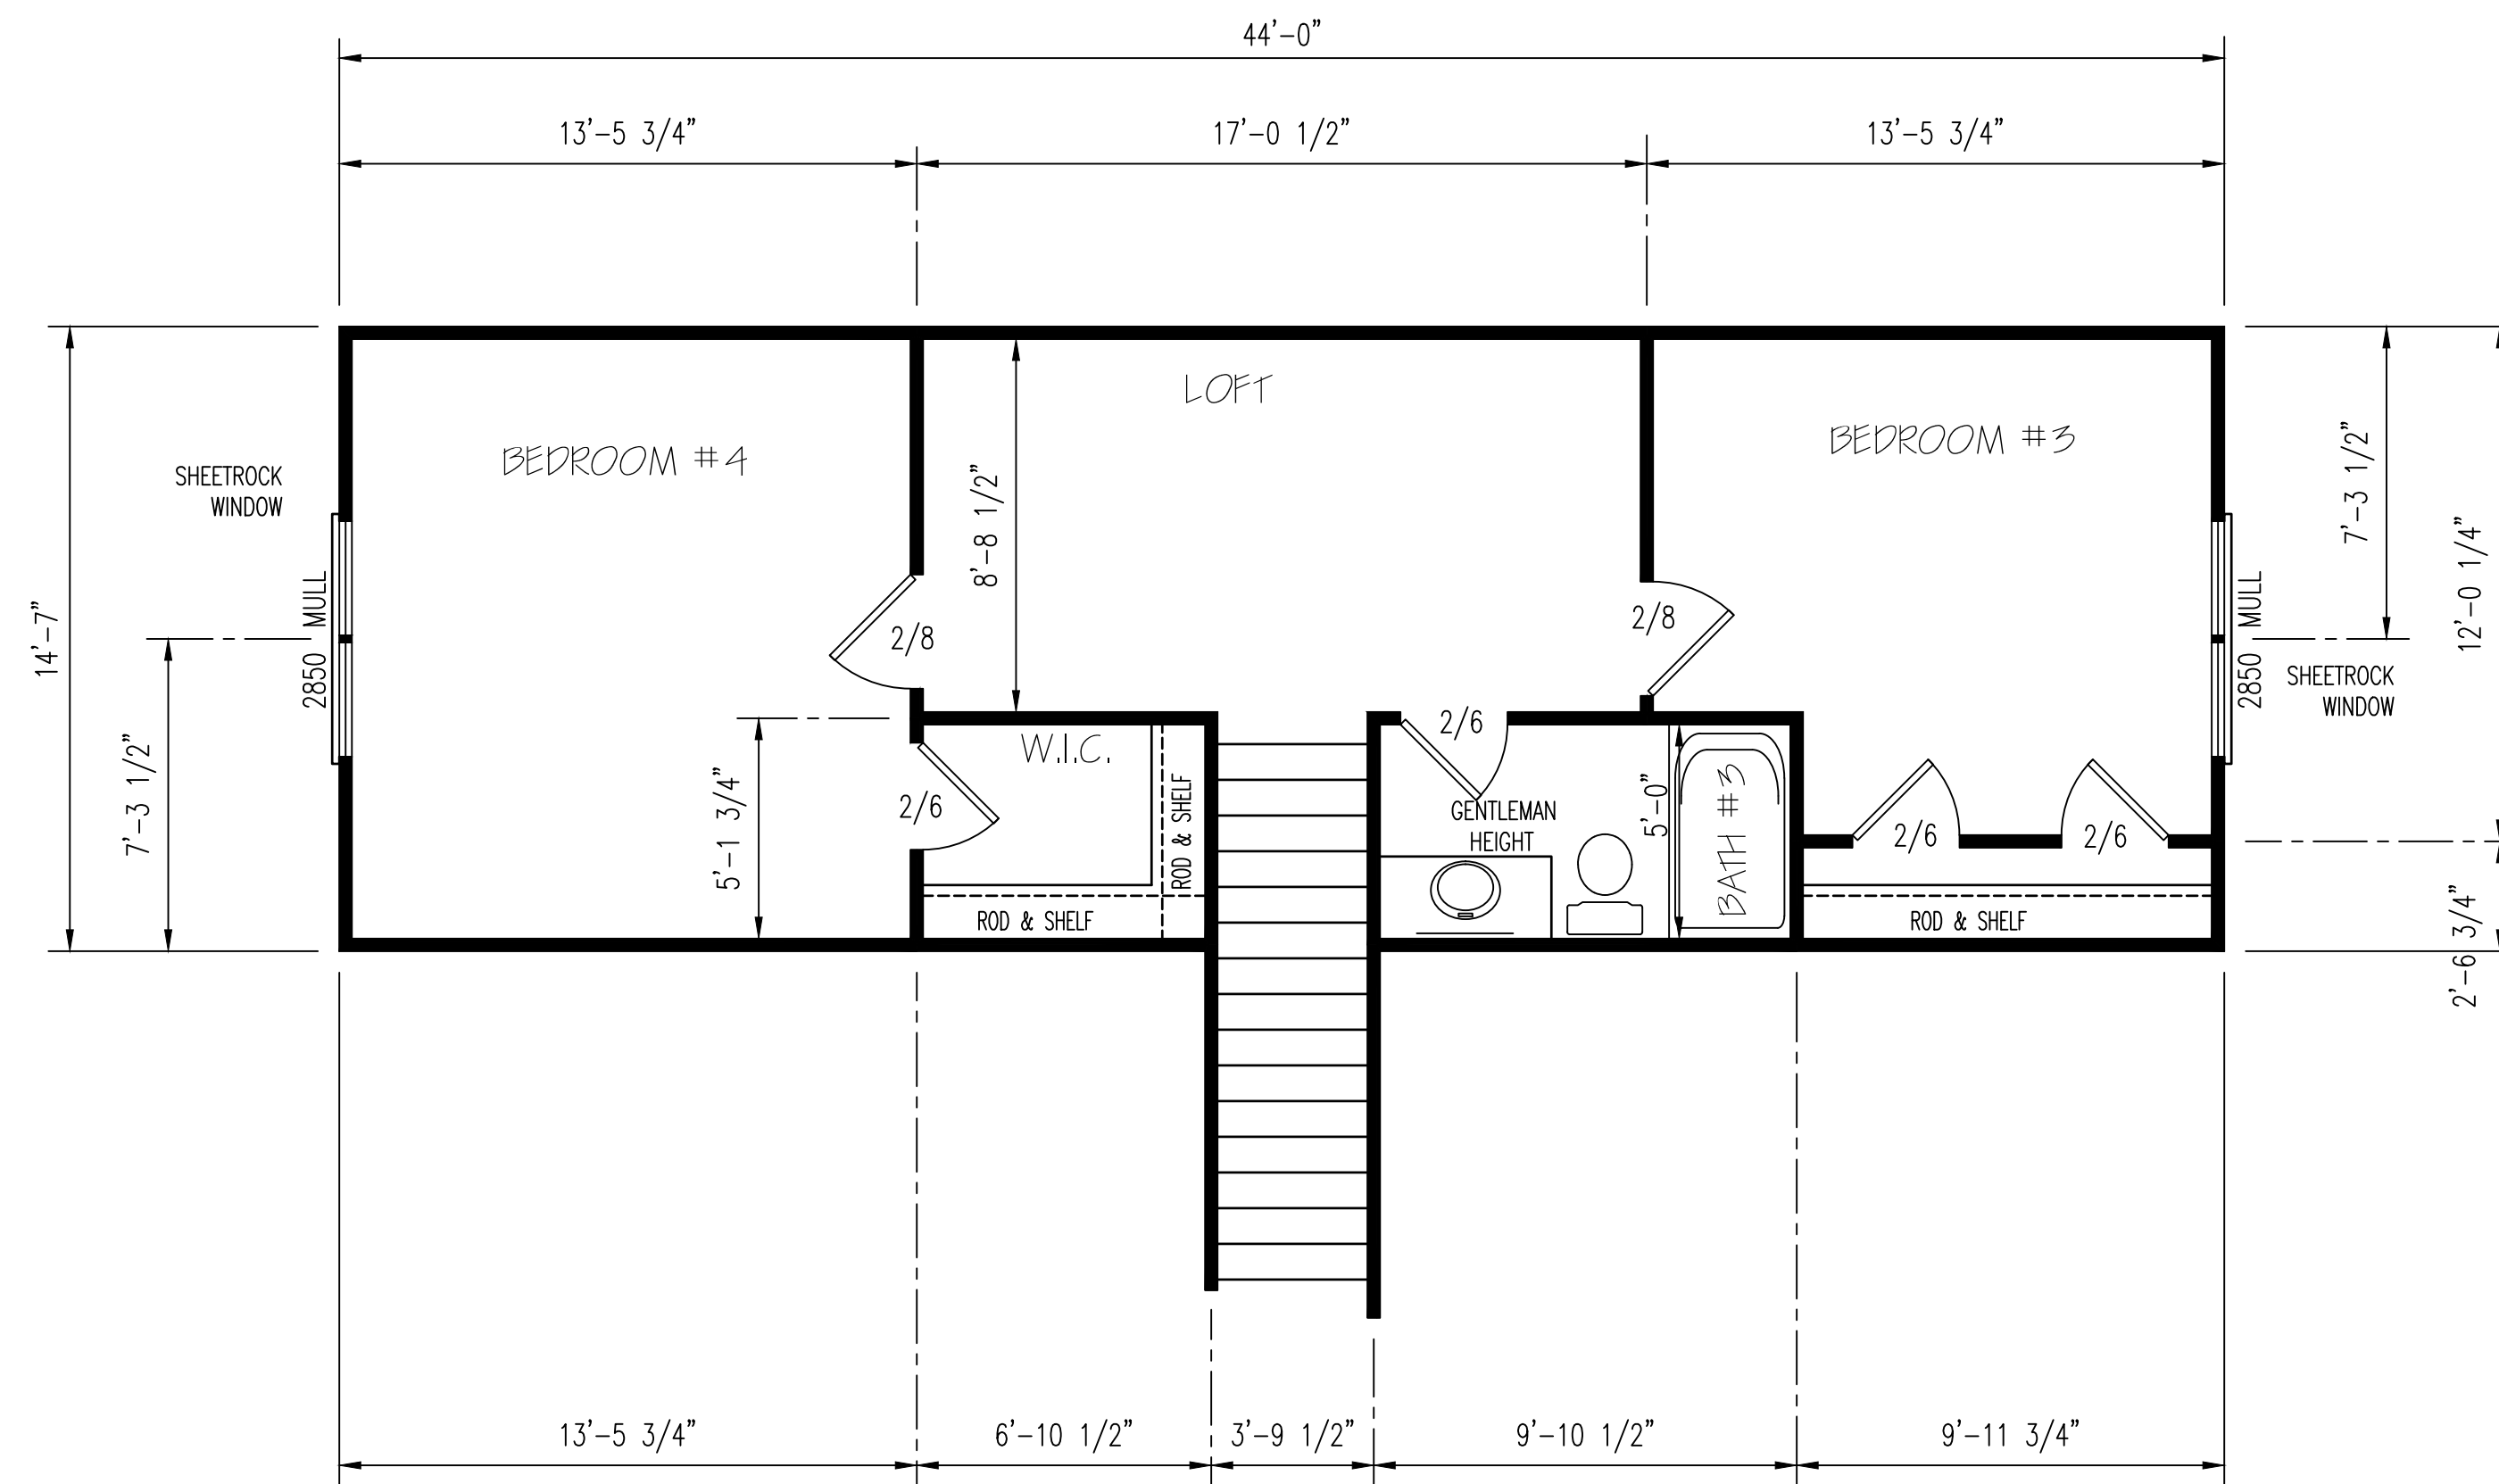 44'-0"
13'-5 3/4"
17'-0 1/2"
13'-5 3/4"
LOFT
BEDROOM #4
BEDROOM #3
SHEETROCK
WINDOW
8'-8 1/2"
7'-3 1/2"
12'-0 1/4"
14'-7"
2850 MULL
2/8
2/8
2850 MULL
SHEETROCK
WINDOW
7'-3 1/2"
5'-1 3/4"
W.I.C.
2/6
2/6
ROD & SHELF
GENTLEMAN
HEIGHT
5'-0"
BATH #3
2/6
2/6
ROD & SHELF
ROD & SHELF
2'-6 3/4"
13'-5 3/4"
6'-10 1/2"
3'-9 1/2"
9'-10 1/2"
9'-11 3/4"